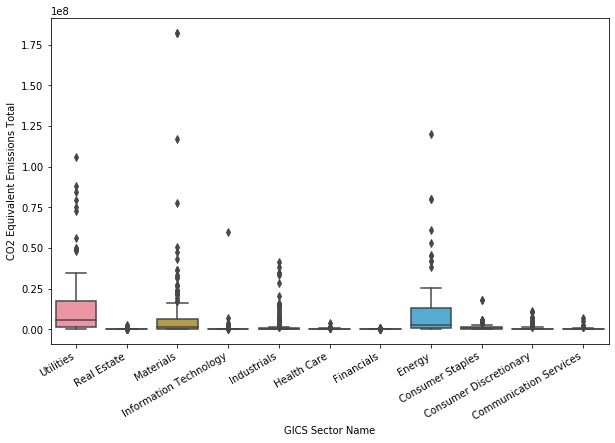 1e8
1.75
1.50
1.25
1.00
0.75
0.50
0.25
0.00
CO2 Equivalent Emissions Total
Utilities
Real Estate
Materials
Information Technology
Industrials
Health Care
Financials
Energy
Consumer Staples
Consumer Discretionary
Communication Services
GICS Sector Name